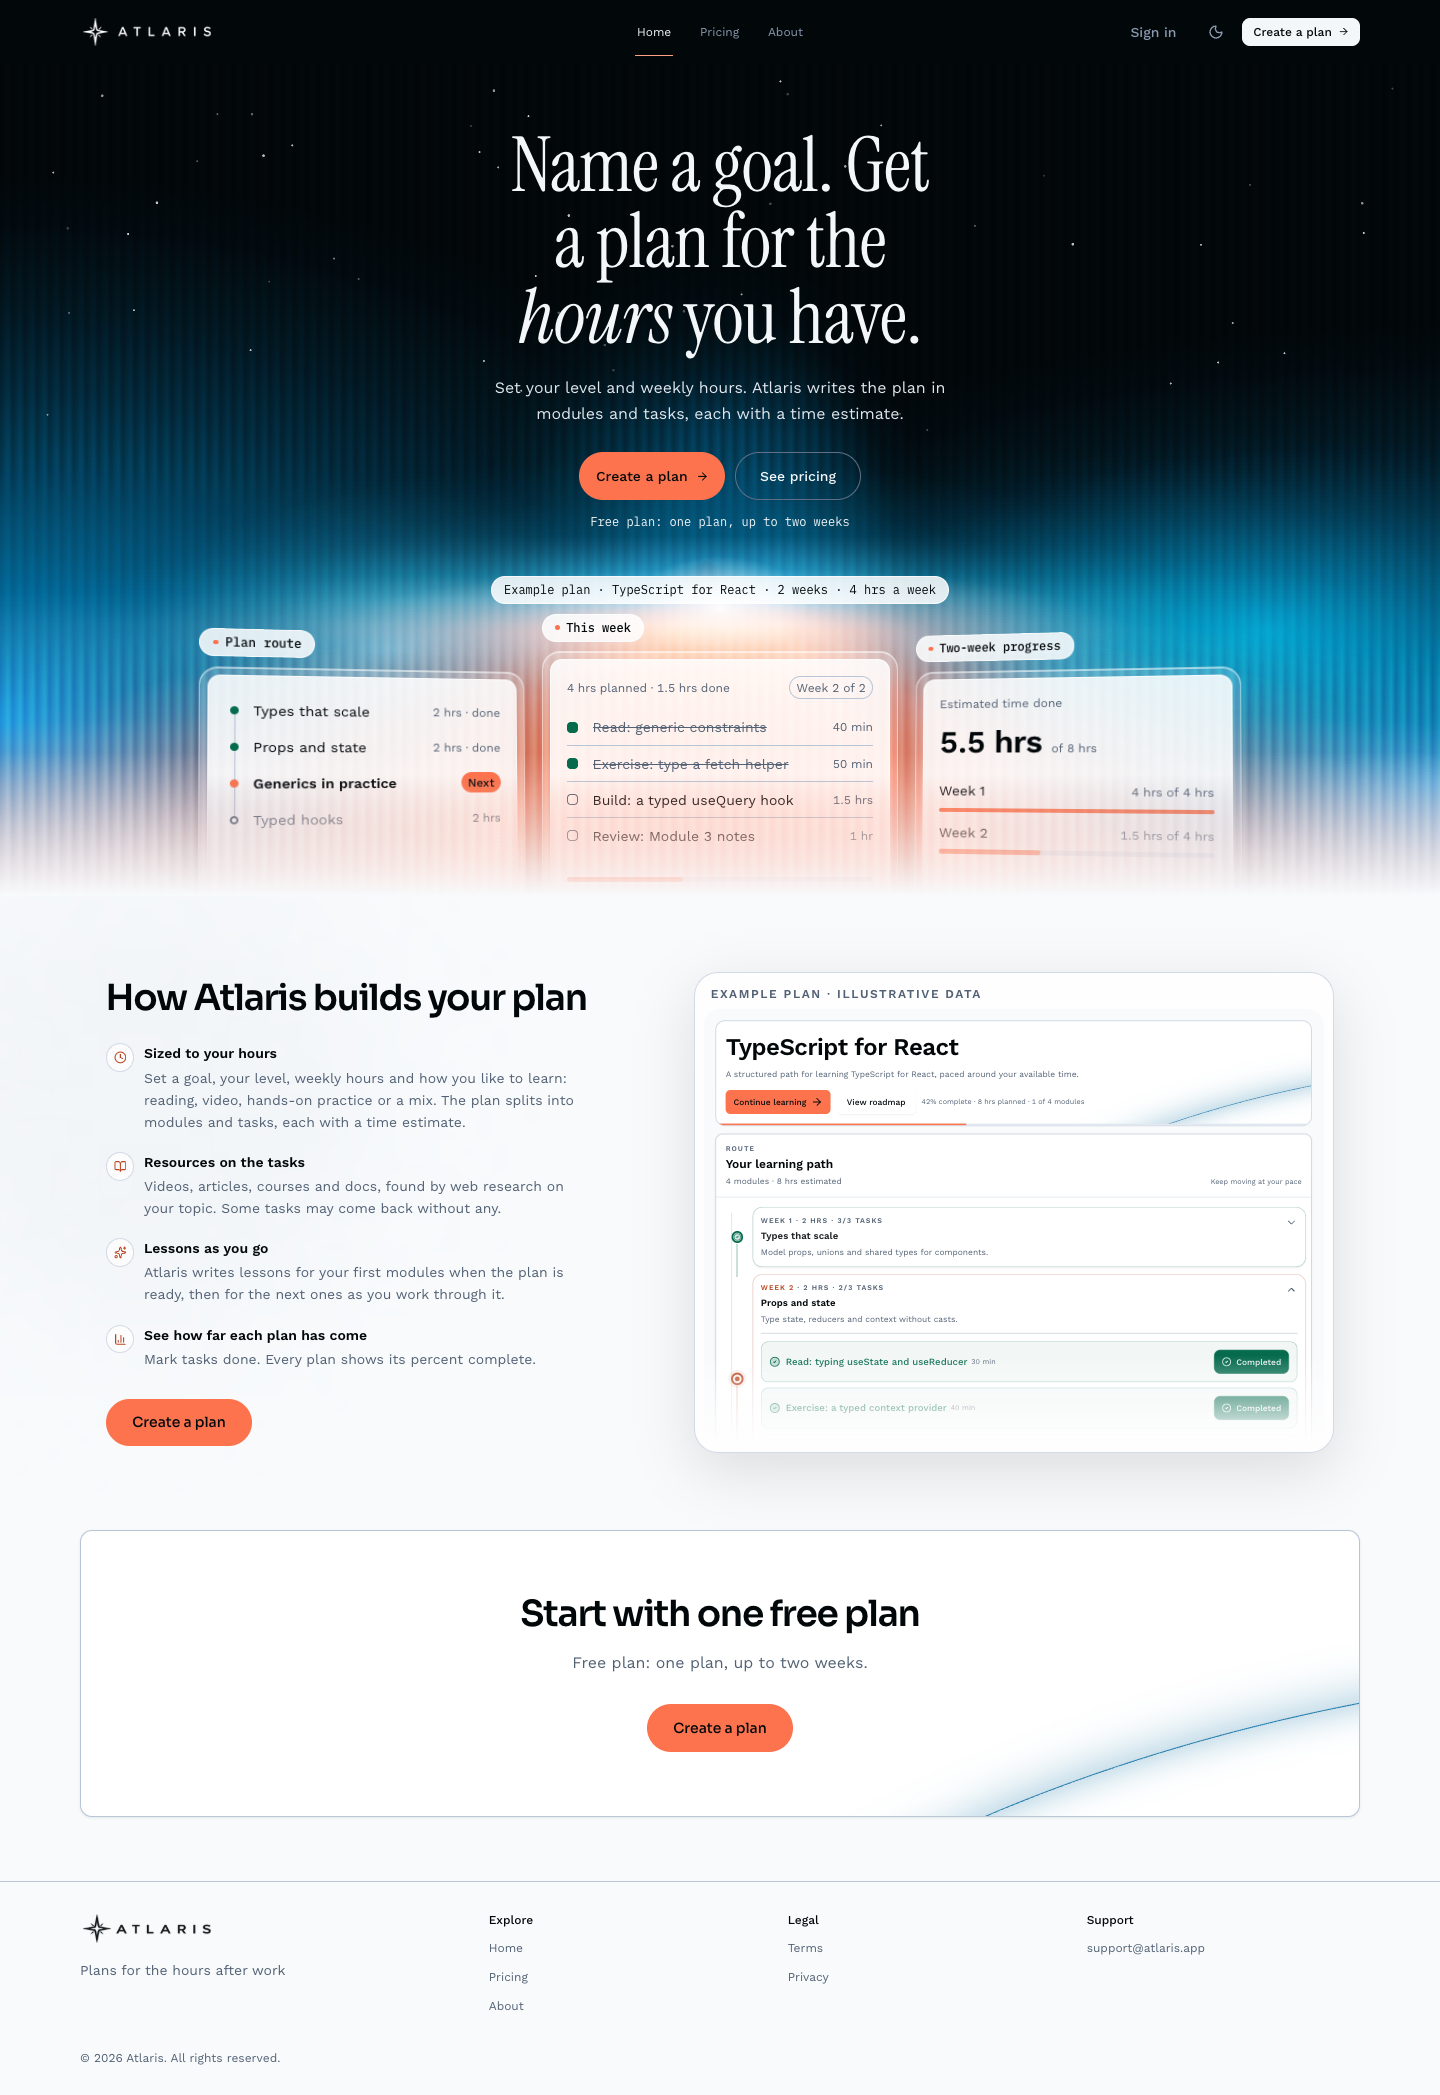 ATLARIS
Home
Pricing
About
Sign in
Create a plan →
Name a goal. Get
a plan for the
hours you have.
Set your level and weekly hours. Atlaris writes the plan in
modules and tasks, each with a time estimate.
Create a plan →
See pricing
Free plan: one plan, up to two weeks
Example plan · TypeScript for React · 2 weeks · 4 hrs a week
Plan route
Types that scale
2 hrs · done
Props and state
2 hrs · done
Generics in practice
Next
Typed hooks
2 hrs
This week
4 hrs planned · 1.5 hrs done
Week 2 of 2
Read: generic constraints
40 min
Exercise: type a fetch helper
50 min
Build: a typed useQuery hook
1.5 hrs
Review: Module 3 notes
1 hr
Two-week progress
Estimated time done
5.5 hrs of 8 hrs
Week 1
4 hrs of 4 hrs
Week 2
1.5 hrs of 4 hrs
How Atlaris builds your plan
Sized to your hours
Set a goal, your level, weekly hours and how you like to learn:
reading, video, hands-on practice or a mix. The plan splits into
modules and tasks, each with a time estimate.
Resources on the tasks
Videos, articles, courses and docs, found by web research on
your topic. Some tasks may come back without any.
Lessons as you go
Atlaris writes lessons for your first modules when the plan is
ready, then for the next ones as you work through it.
See how far each plan has come
Mark tasks done. Every plan shows its percent complete.
Create a plan
EXAMPLE PLAN · ILLUSTRATIVE DATA
TypeScript for React
A structured path for learning TypeScript for React, paced around your available time.
Continue learning →
View roadmap
42% complete · 8 hrs planned · 1 of 4 modules
ROUTE
Your learning path
4 modules · 8 hrs estimated
Keep moving at your pace
WEEK 1 · 2 HRS · 3/3 TASKS
Types that scale
Model props, unions and shared types for components.
WEEK 2 · 2 HRS · 2/3 TASKS
Props and state
Type state, reducers and context without casts.
Read: typing useState and useReducer 30 min
Completed
Exercise: a typed context provider 40 min
Completed
Start with one free plan
Free plan: one plan, up to two weeks.
Create a plan
ATLARIS
Plans for the hours after work
Explore
Home
Pricing
About
Legal
Terms
Privacy
Support
support@atlaris.app
© 2026 Atlaris. All rights reserved.